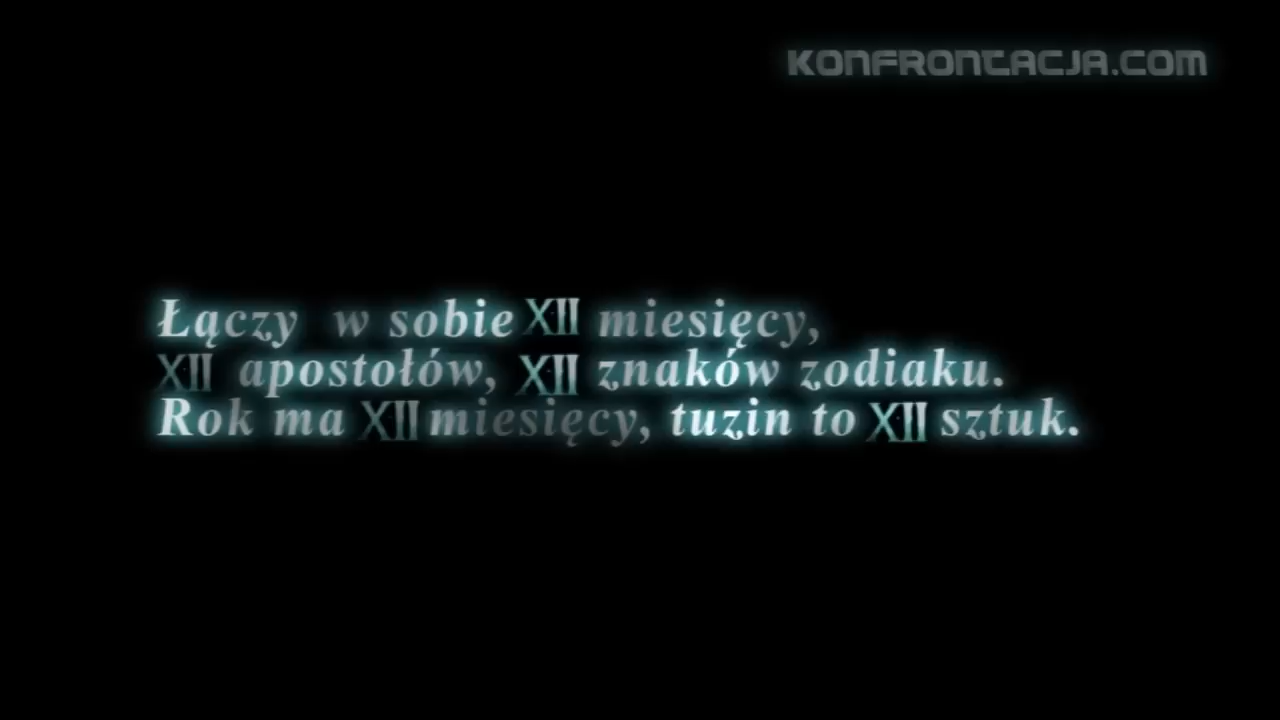 KONFRONTACJA.COM
Łączy w sobie XII miesięcy,
XII apostołów, XII znaków zodiaku.
Rok ma XII miesięcy, tuzin to XII sztuk.